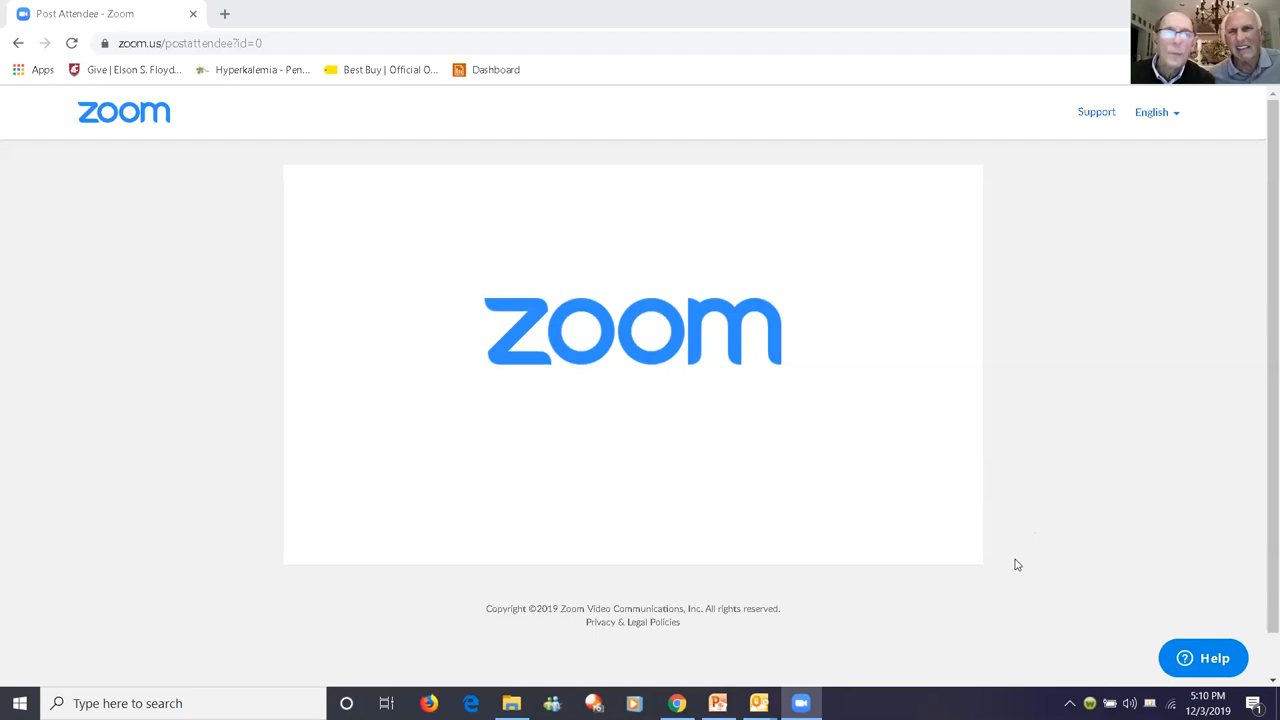 Post Attendee - Zoom
zoom.us/postattendee?id=0
Apps
Give | Elson S. Floyd...
Hyperkalemia - Pen...
Best Buy | Official O...
Dashboard
zoom
Support
English
zoom
Copyright ©2019 Zoom Video Communications, Inc. All rights reserved.
Privacy & Legal Policies
? Help
Type here to search
5:10 PM
12/3/2019
1